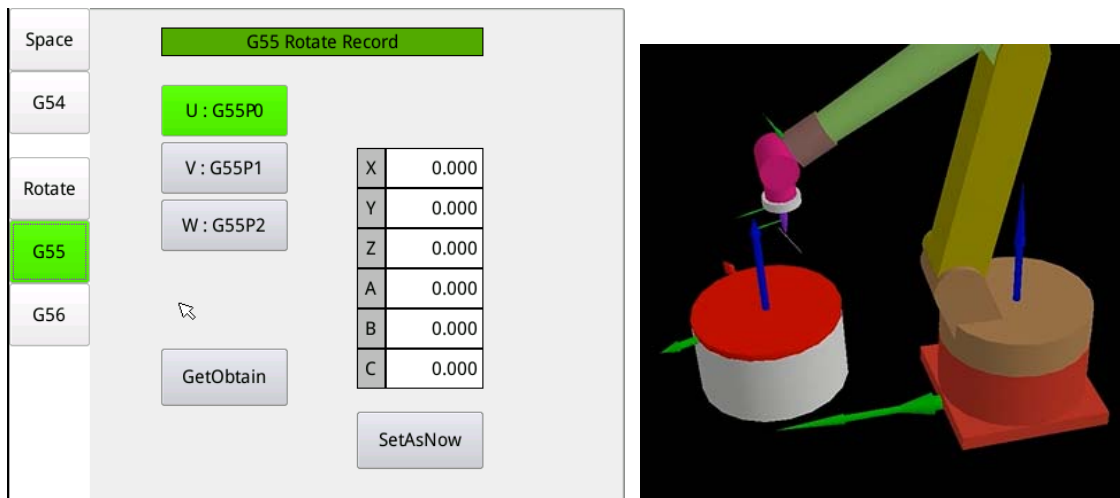 Space
G54
Rotate
G55
G56
G55 Rotate Record
U : G55P0
V : G55P1
W : G55P2
GetObtain
X 0.000
Y 0.000
Z 0.000
A 0.000
B 0.000
C 0.000
SetAsNow